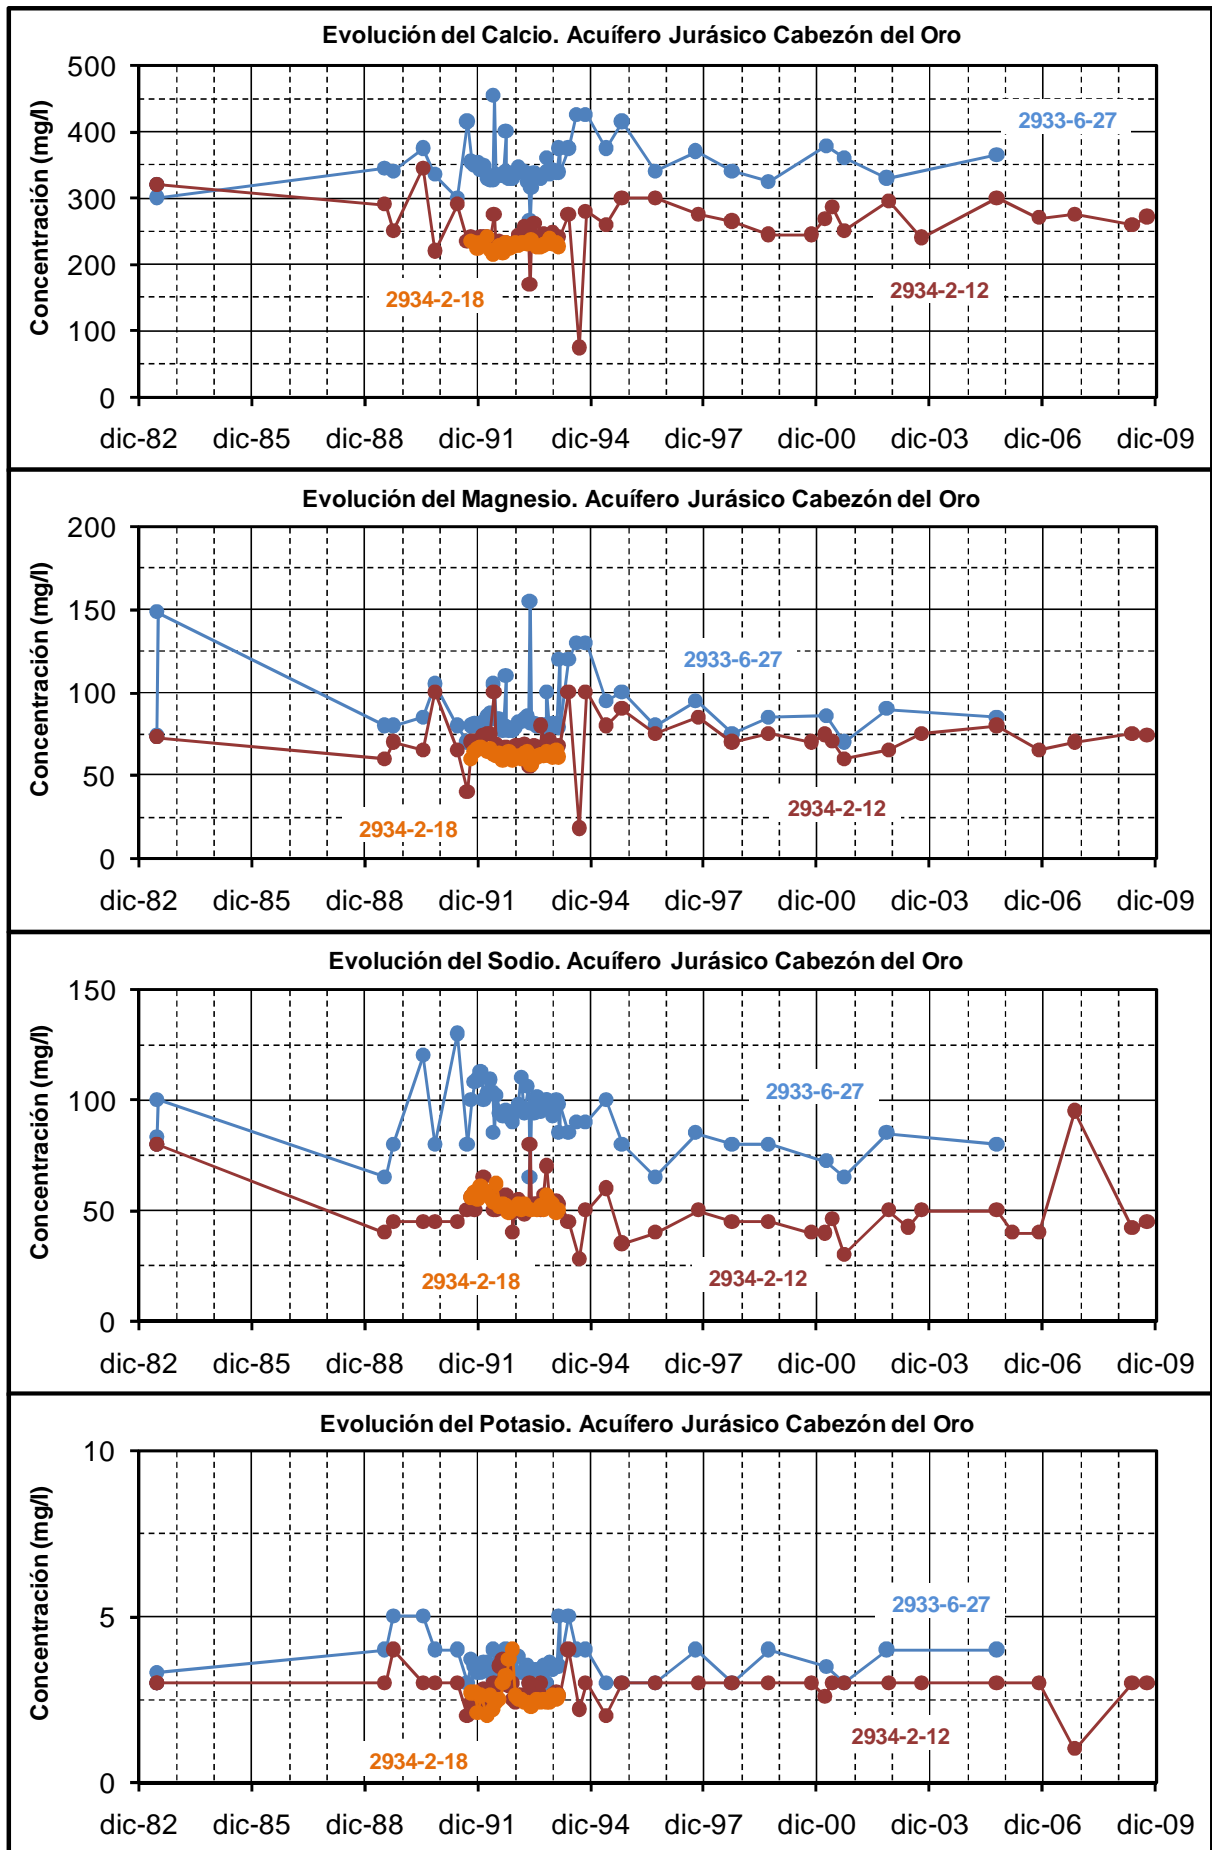 Evolución del Calcio. Acuífero Jurásico Cabezón del Oro
Concentración (mg/l)
500
400
300
200
100
0
2933-6-27
2934-2-18
2934-2-12
dic-82 dic-85 dic-88 dic-91 dic-94 dic-97 dic-00 dic-03 dic-06 dic-09
Evolución del Magnesio. Acuífero Jurásico Cabezón del Oro
Concentración (mg/l)
200
150
100
50
0
2933-6-27
2934-2-12
2934-2-18
dic-82 dic-85 dic-88 dic-91 dic-94 dic-97 dic-00 dic-03 dic-06 dic-09
Evolución del Sodio. Acuífero Jurásico Cabezón del Oro
Concentración (mg/l)
150
100
50
0
2933-6-27
2934-2-18
2934-2-12
dic-82 dic-85 dic-88 dic-91 dic-94 dic-97 dic-00 dic-03 dic-06 dic-09
Evolución del Potasio. Acuífero Jurásico Cabezón del Oro
Concentración (mg/l)
10
5
0
2933-6-27
2934-2-12
2934-2-18
dic-82 dic-85 dic-88 dic-91 dic-94 dic-97 dic-00 dic-03 dic-06 dic-09